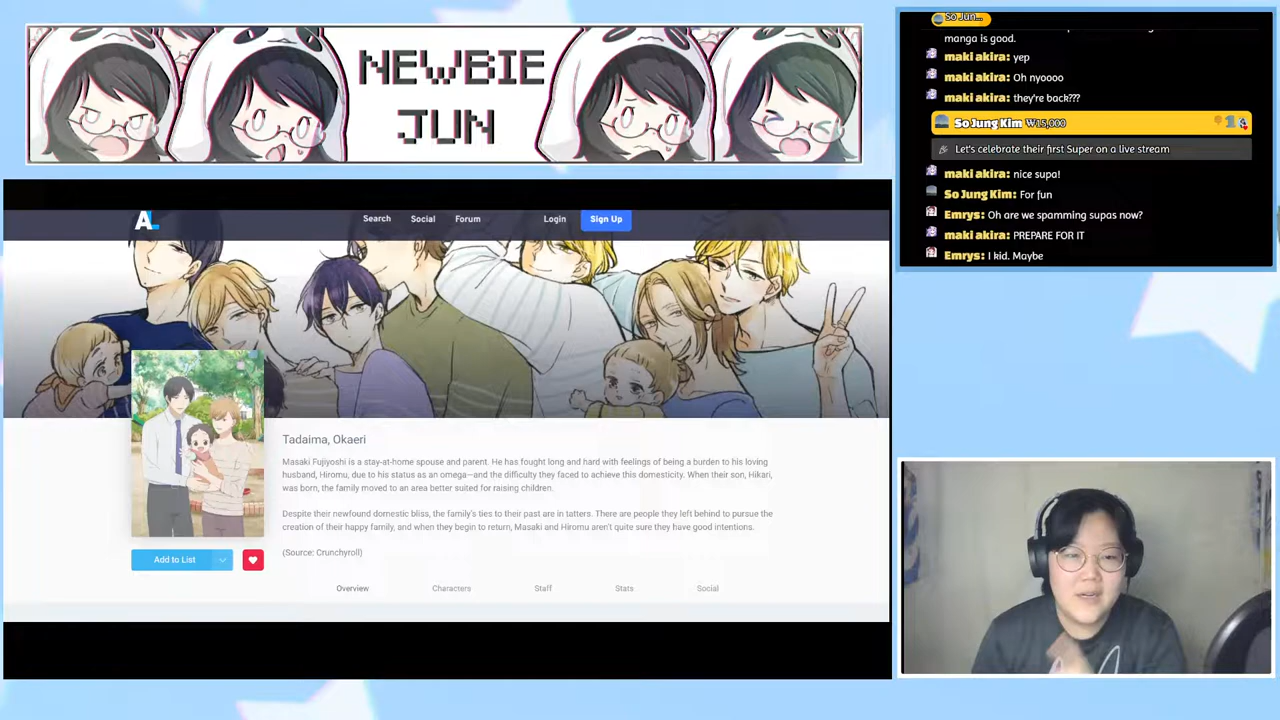 NEWBIE
JUN
AL
Search
Social
Forum
Login
Sign Up
Tadaima, Okaeri
Masaki Fujiyoshi is a stay-at-home spouse and parent. He has fought long and hard with feelings of being a burden to his loving
husband, Hiromu, due to his status as an omega—and the difficulty they faced to achieve this domesticity. When their son, Hikari,
was born, the family moved to an area better suited for raising children.
Despite their newfound domestic bliss, the family's ties to their past are in tatters. There are people they left behind to pursue the
creation of their happy family, and when they begin to return, Masaki and Hiromu aren't quite sure they have good intentions.
(Source: Crunchyroll)
Add to List
Overview
Characters
Staff
Stats
Social
So Jun...
manga is good.
maki akira: yep
maki akira: Oh nyoooo
maki akira: they're back???
So Jung Kim ₩15,000
1
Let's celebrate their first Super on a live stream
maki akira: nice supa!
So Jung Kim: For fun
Emrys: Oh are we spamming supas now?
maki akira: PREPARE FOR IT
Emrys: I kid. Maybe